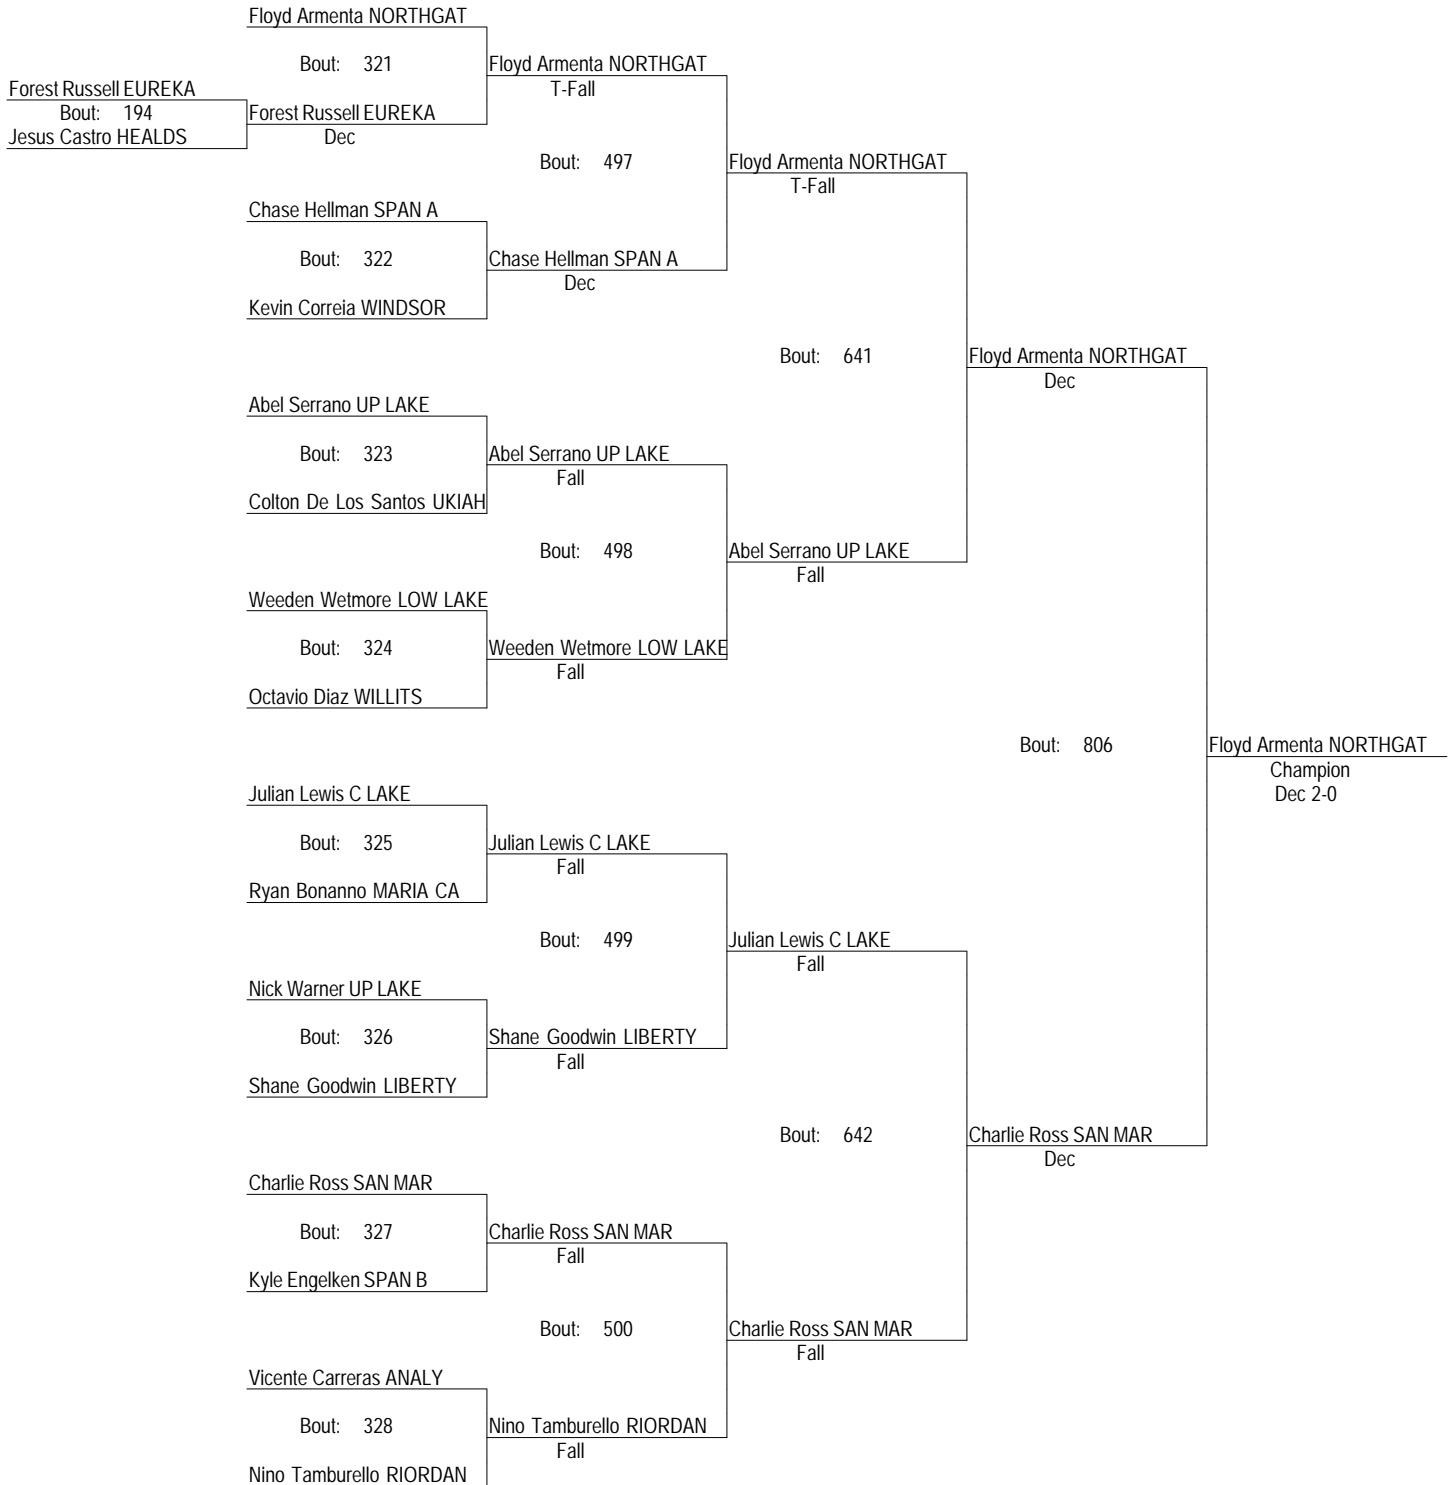 Floyd Armenta NORTHGAT
Bout: 321
Floyd Armenta NORTHGAT
T-Fall
Forest Russell EUREKA
Bout: 194
Jesus Castro HEALDS
Forest Russell EUREKA
Dec
Bout: 497
Floyd Armenta NORTHGAT
T-Fall
Chase Hellman SPAN A
Bout: 322
Chase Hellman SPAN A
Dec
Kevin Correia WINDSOR
Bout: 641
Floyd Armenta NORTHGAT
Dec
Abel Serrano UP LAKE
Bout: 323
Abel Serrano UP LAKE
Fall
Colton De Los Santos UKIAH
Bout: 498
Abel Serrano UP LAKE
Fall
Weeden Wetmore LOW LAKE
Bout: 324
Weeden Wetmore LOW LAKE
Fall
Octavio Diaz WILLITS
Bout: 806
Floyd Armenta NORTHGAT
Champion
Dec 2-0
Julian Lewis C LAKE
Bout: 325
Julian Lewis C LAKE
Fall
Ryan Bonanno MARIA CA
Bout: 499
Julian Lewis C LAKE
Fall
Nick Warner UP LAKE
Bout: 326
Shane Goodwin LIBERTY
Fall
Shane Goodwin LIBERTY
Bout: 642
Charlie Ross SAN MAR
Dec
Charlie Ross SAN MAR
Bout: 327
Charlie Ross SAN MAR
Fall
Kyle Engelken SPAN B
Bout: 500
Charlie Ross SAN MAR
Fall
Vicente Carreras ANALY
Bout: 328
Nino Tamburello RIORDAN
Fall
Nino Tamburello RIORDAN